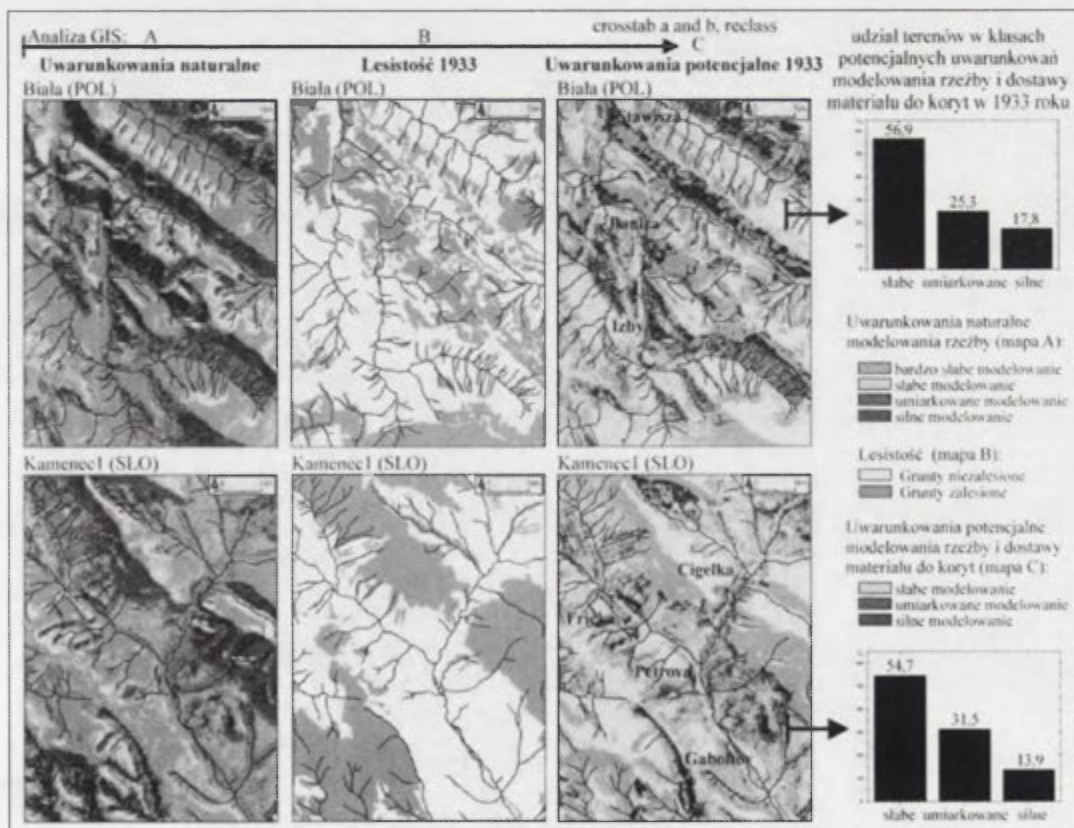 Analiza GIS: A B crosstab a and b, reclass C
Uwarunkowania naturalne
Lesistość 1933
Uwarunkowania potencjalne 1933
Biała (POL)
Biała (POL)
Biała (POL)
Stawisza
Banica
Izby
Kamenec1 (SLO)
Kamenec1 (SLO)
Kamenec1 (SLO)
Cigeľka
Petrova
udział terenów w klasach
potencjalnych uwarunkowań
modelowania rzeźby i dostawy
materiału do koryt w 1933 roku
56,9
25,3
17,8
słabe umiarkowane silne
Uwarunkowania naturalne
modelowania rzeźby (mapa A):
bardzo słabe modelowanie
słabe modelowanie
umiarkowane modelowanie
silne modelowanie
Lesistość (mapa B):
Grunty niezalesione
Grunty zalesione
Uwarunkowania potencjalne
modelowania rzeźby i dostawy
materiału do koryt (mapa C):
słabe modelowanie
umiarkowane modelowanie
silne modelowanie
54,7
31,5
13,9
słabe umiarkowane silne